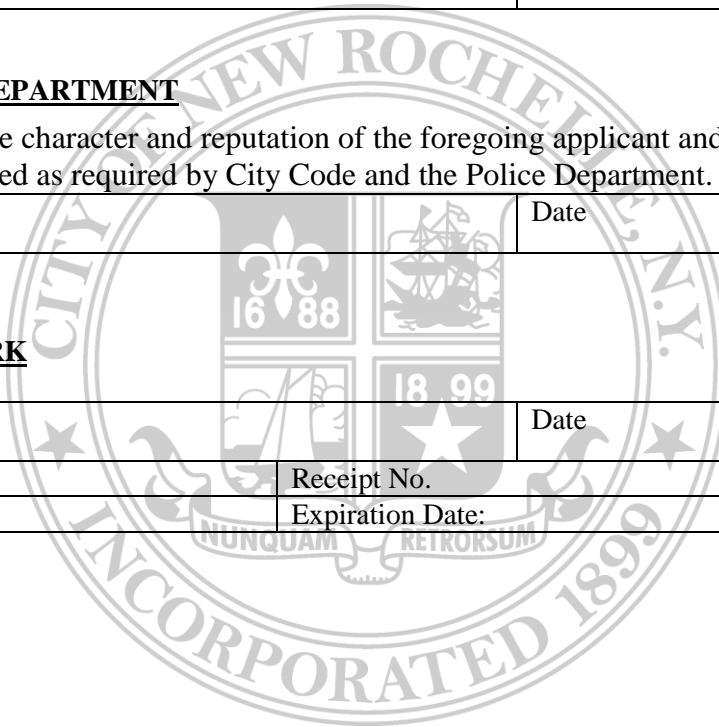 EPARTMENT
e character and reputation of the foregoing applicant and
ed as required by City Code and the Police Department.
Date
RK
Date
Receipt No.
Expiration Date:
CITY OF NEW ROCHELLE, N.Y.
16 88
18 99
NUNQUAM RETRORSUM
INCORPORATED 1899